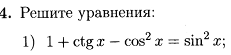 4. Решите уравнения:
1) 1 + ctg x − cos² x = sin² x;